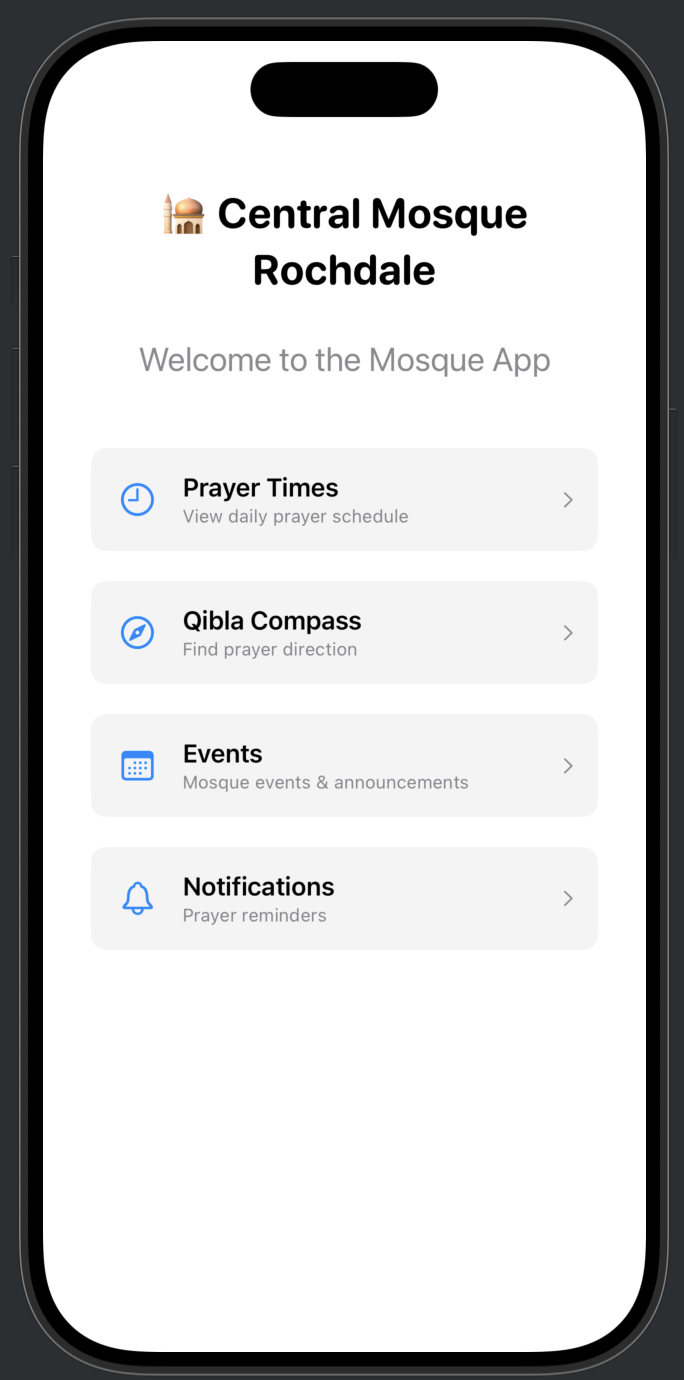 🕌 Central Mosque
Rochdale
Welcome to the Mosque App
Prayer Times
View daily prayer schedule
Qibla Compass
Find prayer direction
Events
Mosque events & announcements
Notifications
Prayer reminders